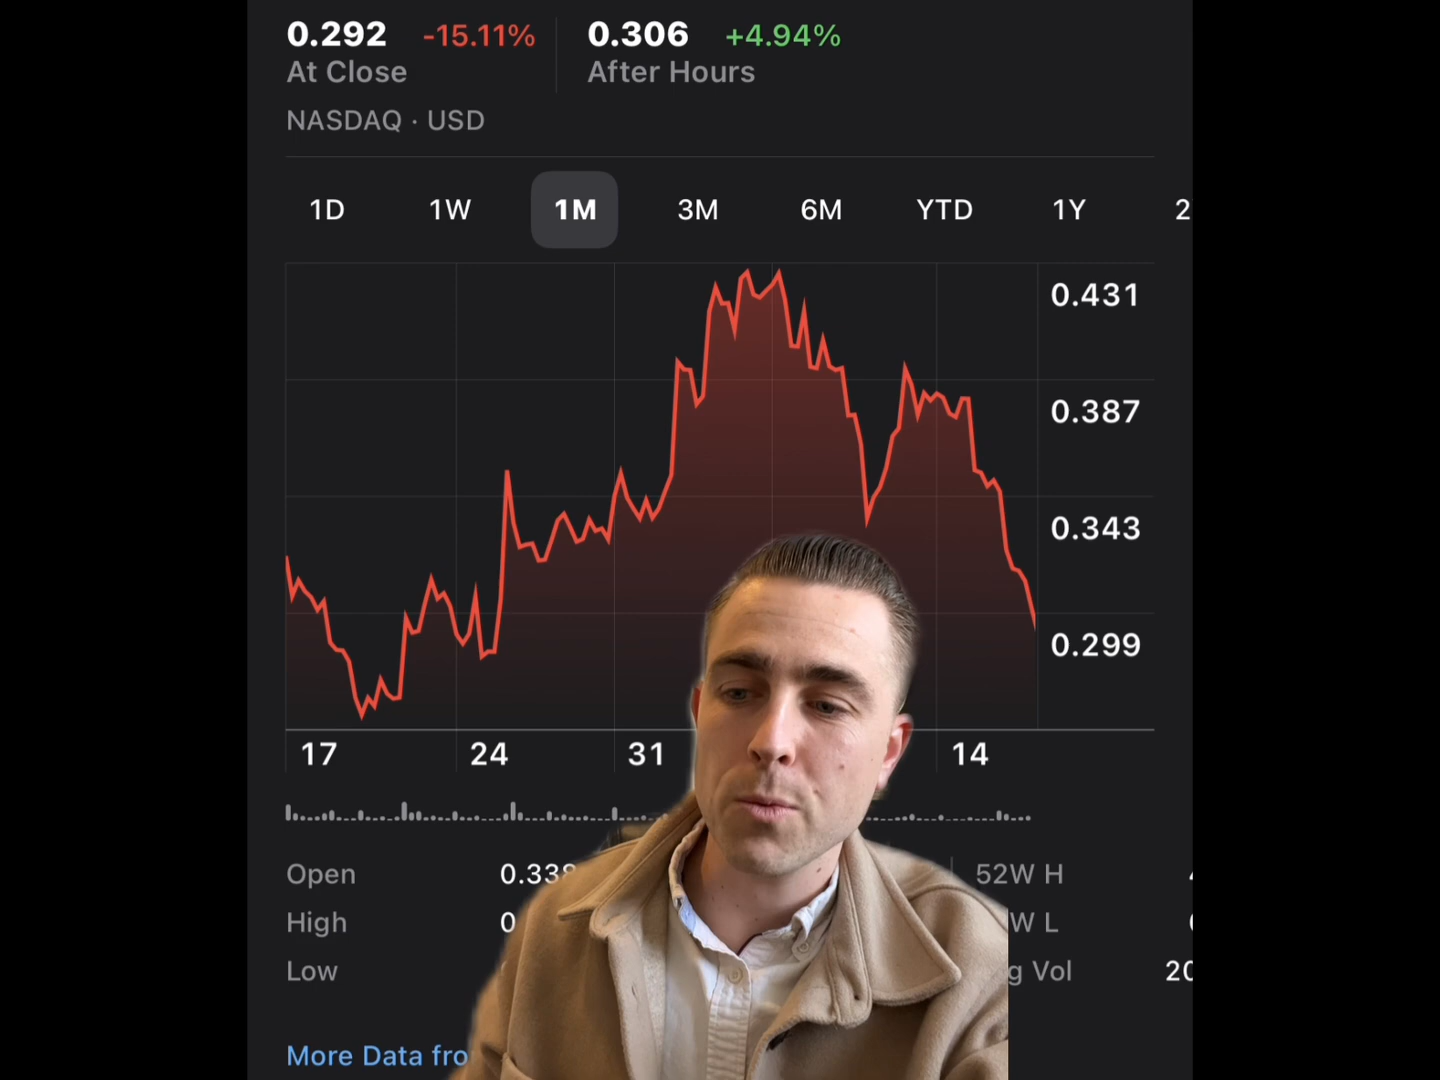 0.292 -15.11% 0.306 +4.94%
At Close After Hours
NASDAQ · USD
1D 1W 1M 3M 6M YTD 1Y 2
0.431
0.387
0.343
0.299
17 24 31 14
Open 52W H
High W L
Low g Vol 20
More Data